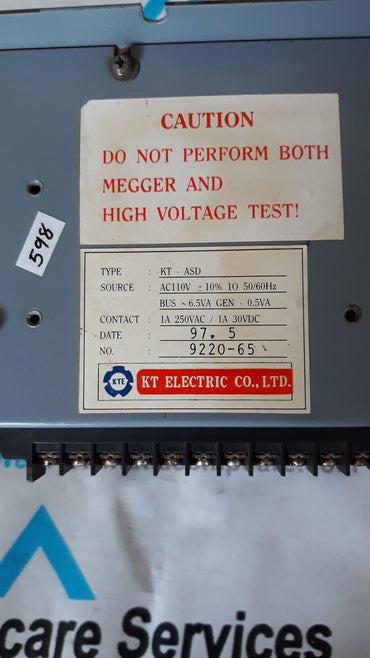 CAUTION
DO NOT PERFORM BOTH
MEGGER AND
HIGH VOLTAGE TEST!
598
TYPE : KT - ASD
SOURCE : AC110V ± 10% 1O 50/60Hz
BUS ~ 6.5VA GEN - 0.5VA
CONTACT : 1A 250VAC / 1A 30VDC
DATE : 97. 5
NO. : 9220-65
KTE KT ELECTRIC CO., LTD.
care Services